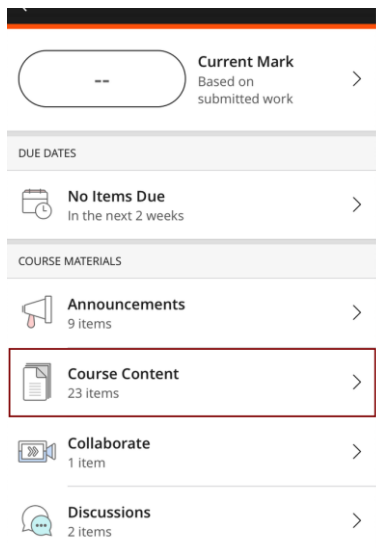 --
Current Mark
Based on
submitted work
DUE DATES
No Items Due
In the next 2 weeks
COURSE MATERIALS
Announcements
9 items
Course Content
23 items
Collaborate
1 item
Discussions
2 items